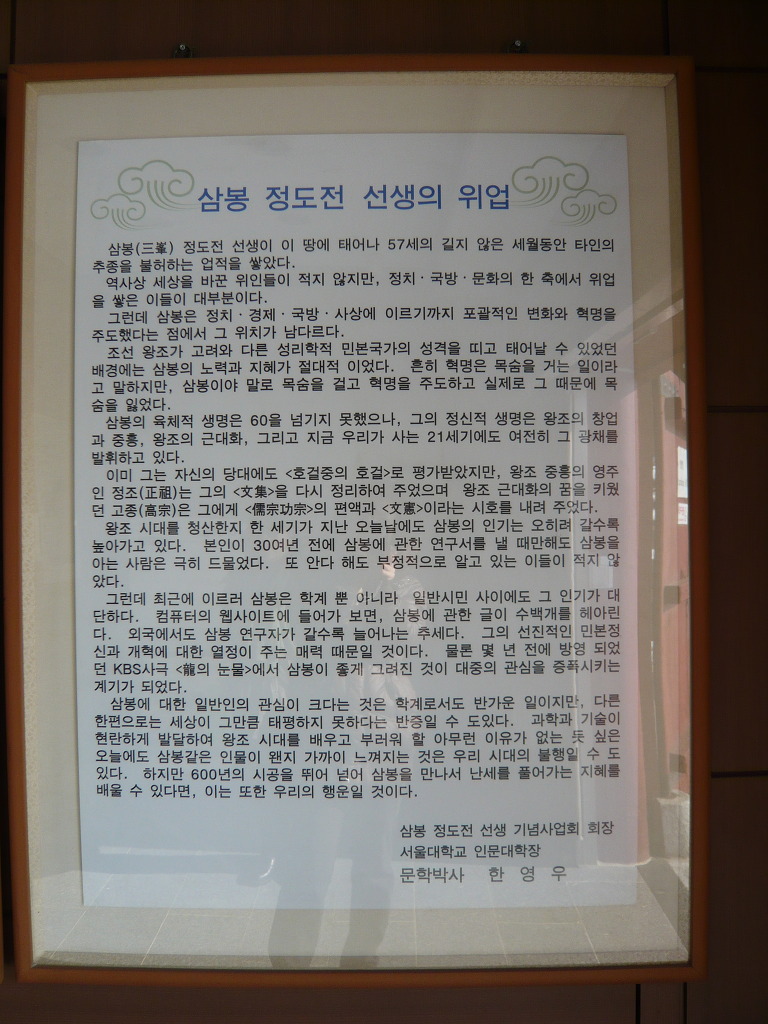 삼봉 정도전 선생의 위업
삼봉(三峯) 정도전 선생이 이 땅에 태어나 57세의 길지 않은 세월동안 타인의
추종을 불허하는 업적을 쌓았다.
역사상 세상을 바꾼 위인들이 적지 않지만, 정치·국방·문화의 한 축에서 위업
을 쌓은 이들이 대부분이다.
그런데 삼봉은 정치·경제·국방·사상에 이르기까지 포괄적인 변화와 혁명을
주도했다는 점에서 그 위치가 남다르다.
조선 왕조가 고려와 다른 성리학적 민본국가의 성격을 띠고 태어날 수 있었던
배경에는 삼봉의 노력과 지혜가 절대적 이었다. 흔히 혁명은 목숨을 거는 일이라
고 말하지만, 삼봉이야 말로 목숨을 걸고 혁명을 주도하고 실제로 그 때문에 목
숨을 잃었다.
삼봉의 육체적 생명은 60을 넘기지 못했으나, 그의 정신적 생명은 왕조의 창업
과 중흥, 왕조의 근대화, 그리고 지금 우리가 사는 21세기에도 여전히 그 광채를
발휘하고 있다.
이미 그는 자신의 당대에도 <호걸중의 호걸>로 평가받았지만, 왕조 중흥의 영주
인 정조(正祖)는 그의 <文集>을 다시 정리하여 주었으며 왕조 근대화의 꿈을 키웠
던 고종(高宗)은 그에게 <儒宗功宗>의 편액과 <文憲>이라는 시호를 내려 주었다.
왕조 시대를 청산한지 한 세기가 지난 오늘날에도 삼봉의 인기는 오히려 갈수록
높아가고 있다. 본인이 30여년 전에 삼봉에 관한 연구서를 낼 때만해도 삼봉을
아는 사람은 극히 드물었다. 또 안다 해도 부정적으로 알고 있는 이들이 적지 않
았다.
그런데 최근에 이르러 삼봉은 학계 뿐 아니라 일반시민 사이에도 그 인기가 대
단하다. 컴퓨터의 웹사이트에 들어가 보면, 삼봉에 관한 글이 수백개를 헤아린
다. 외국에서도 삼봉 연구자가 갈수록 늘어나는 추세다. 그의 선진적인 민본정
신과 개혁에 대한 열정이 주는 매력 때문일 것이다. 물론 몇 년 전에 방영 되었
던 KBS사극 <龍의 눈물>에서 삼봉이 좋게 그려진 것이 대중의 관심을 증폭시키는
계기가 되었다.
삼봉에 대한 일반인의 관심이 크다는 것은 학계로서도 반가운 일이지만, 다른
한편으로는 세상이 그만큼 태평하지 못하다는 반증일 수 도있다. 과학과 기술이
현란하게 발달하여 왕조 시대를 배우고 부러워 할 아무런 이유가 없는 듯 싶은
오늘에도 삼봉같은 인물이 왠지 가까이 느껴지는 것은 우리 시대의 불행일 수 도
있다. 하지만 600년의 시공을 뛰어 넘어 삼봉을 만나서 난세를 풀어가는 지혜를
배울 수 있다면, 이는 또한 우리의 행운일 것이다.
삼봉 정도전 선생 기념사업회 회장
서울대학교 인문대학장
문학박사 한 영 우